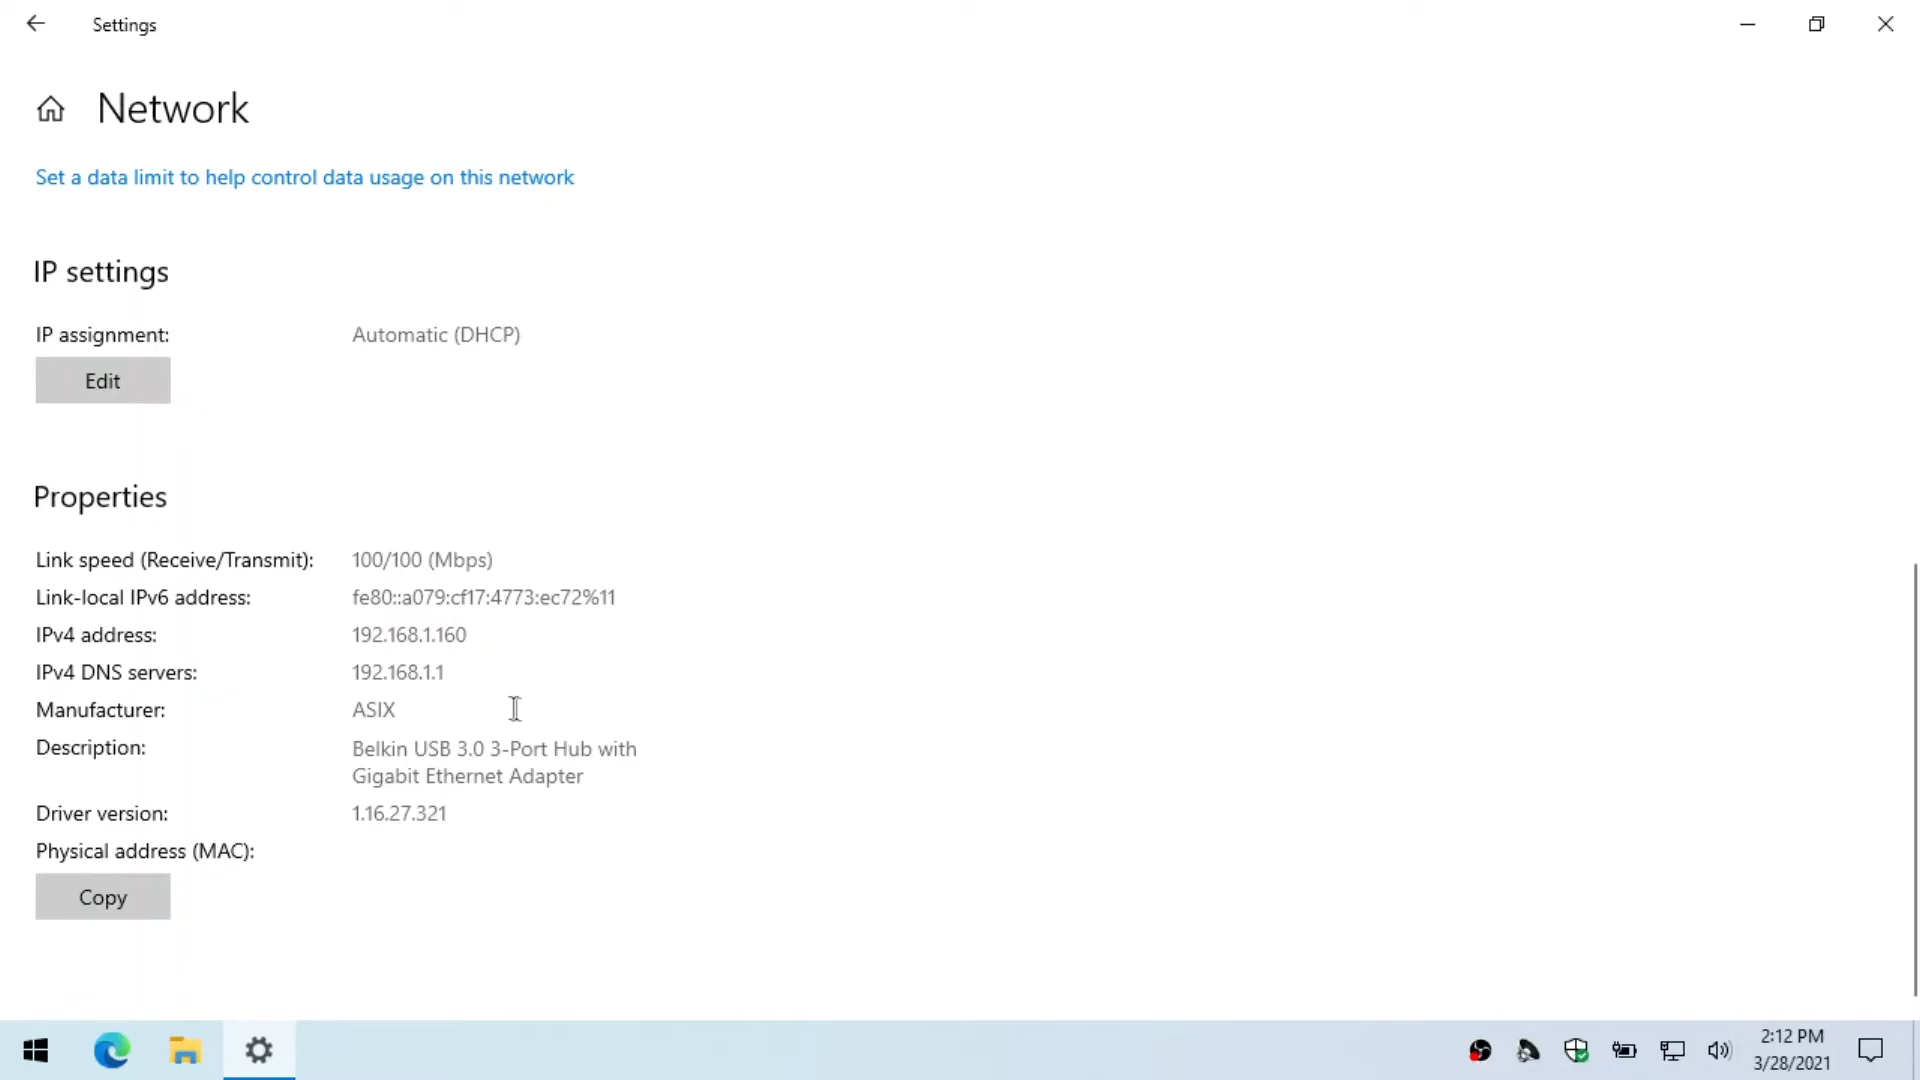 Settings
Network
Set a data limit to help control data usage on this network
IP settings
IP assignment: Automatic (DHCP)
Edit
Properties
Link speed (Receive/Transmit): 100/100 (Mbps)
Link-local IPv6 address: fe80::a079:cf17:4773:ec72%11
IPv4 address: 192.168.1.160
IPv4 DNS servers: 192.168.1.1
Manufacturer: ASIX
Description: Belkin USB 3.0 3-Port Hub with
Gigabit Ethernet Adapter
Driver version: 1.16.27.321
Physical address (MAC):
Copy
2:12 PM
3/28/2021